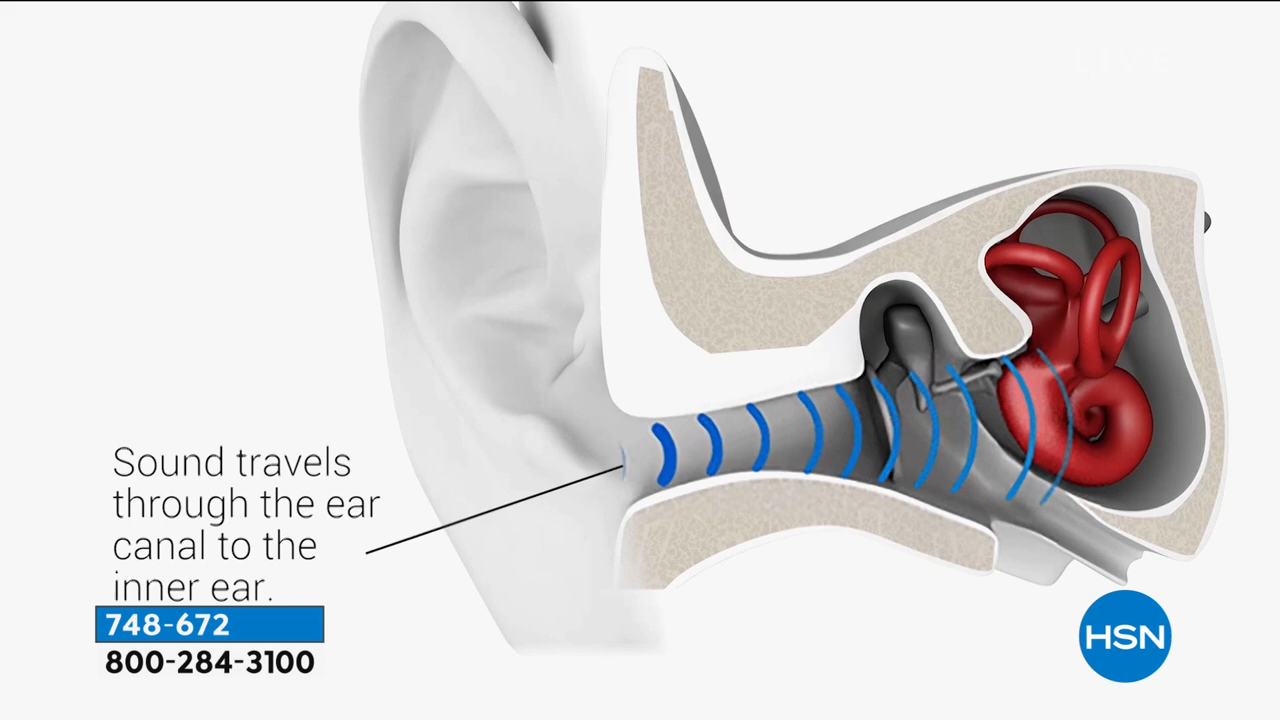 Sound travels
through the ear
canal to the
inner ear.
748-672
800-284-3100
HSN